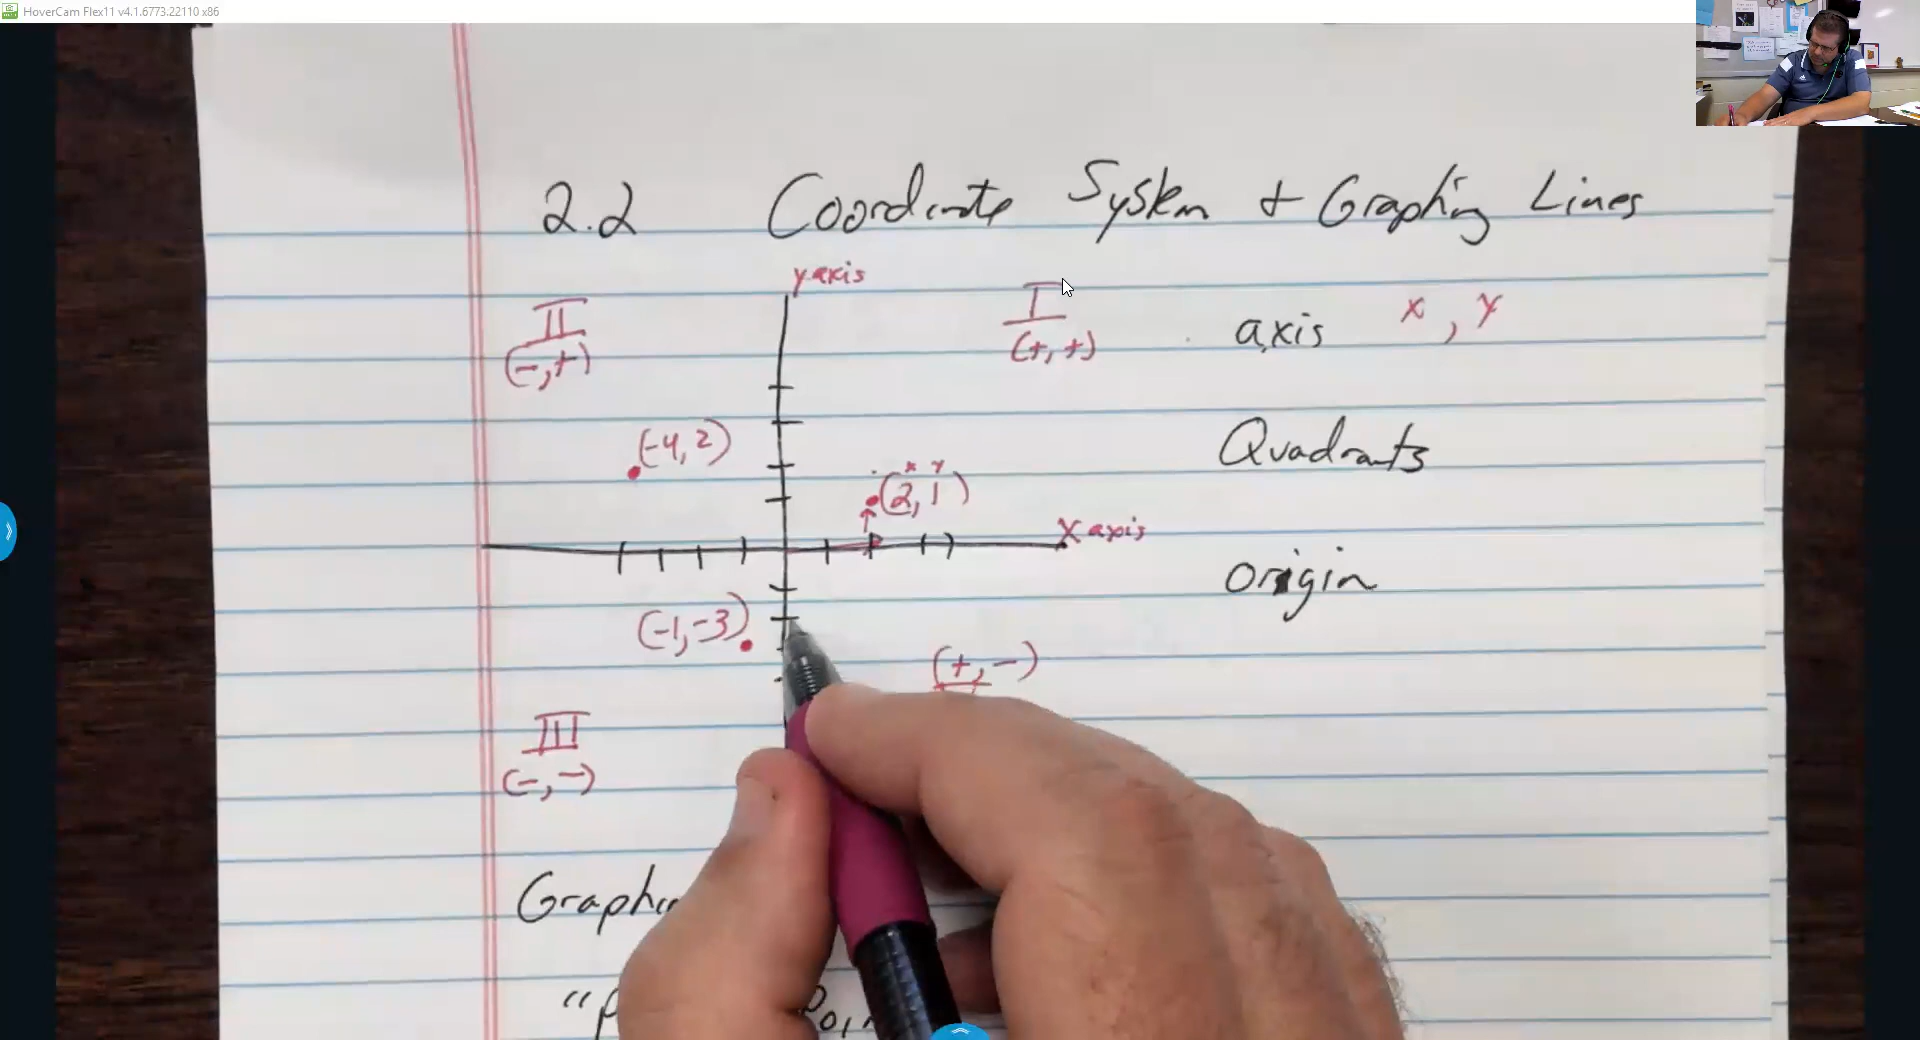 HoverCam Flex11 v4.1.6773.22110 x86
2.2 Coordinate System + Graphing Lines
y axis
II
(-,+)
I
(+,+)
axis x, y
(-4,2)
Quadrants
x y
(2,1)
X axis
Origin
(-1,-3)
(+,-)
III
(-,-)